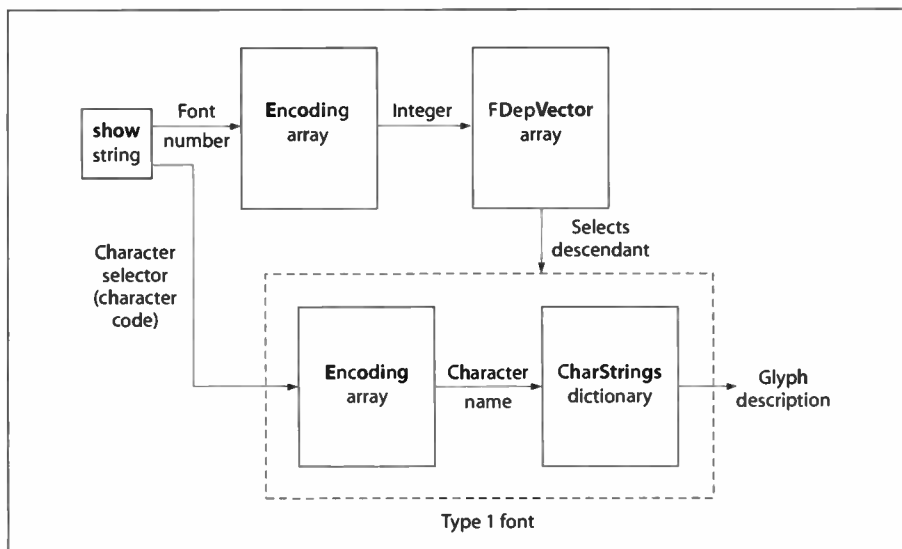 show
string
Font
number
Encoding
array
Integer
FDepVector
array
Selects
descendant
Character
selector
(character
code)
Encoding
array
Character
name
CharStrings
dictionary
Glyph
description
Type 1 font